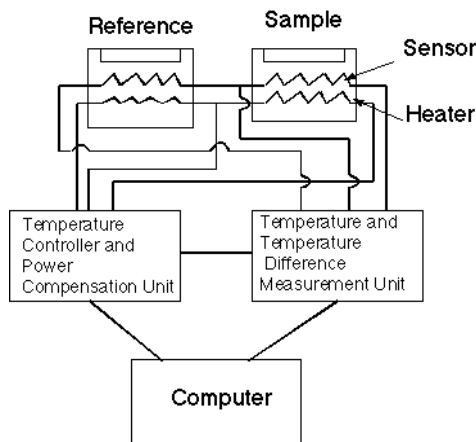 Reference
Sample
Sensor
Heater
Temperature
Controller and
Power
Compensation Unit
Temperature and
Temperature
Difference
Measurement Unit
Computer